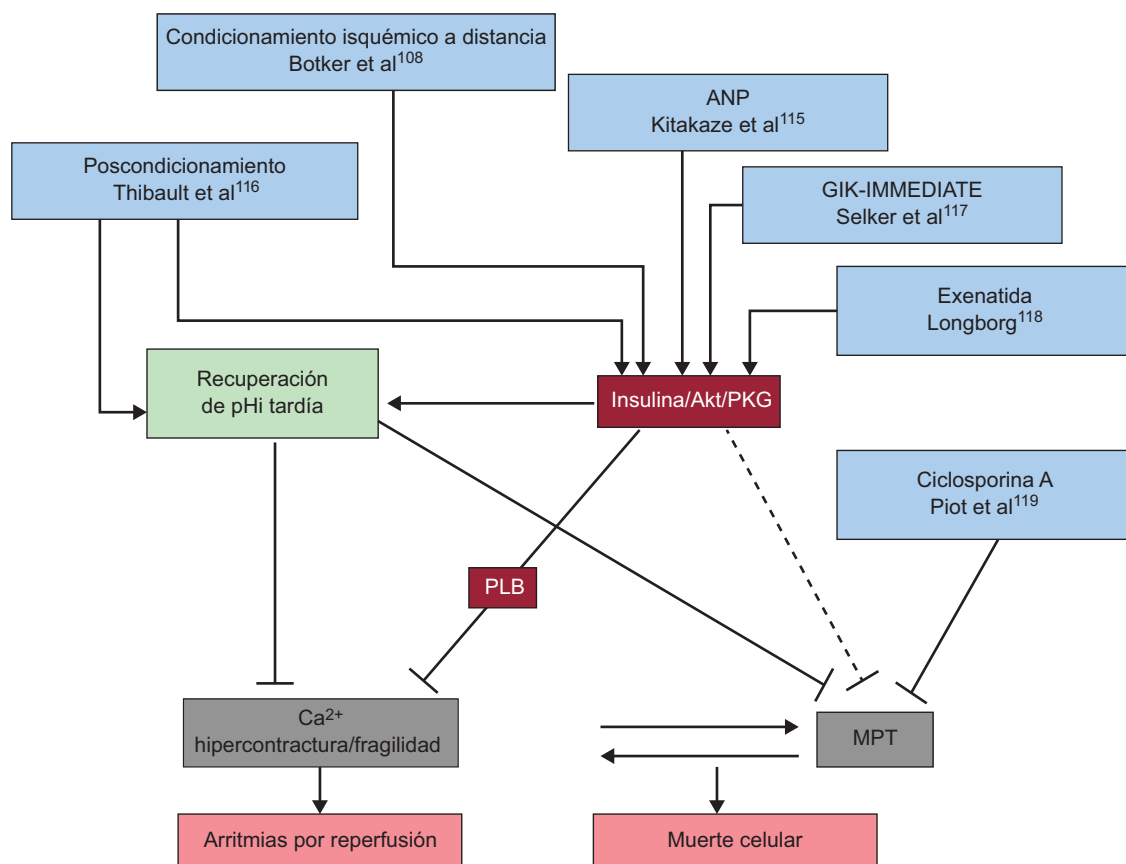 Condicionamiento isquémico a distancia
Botker et al108
ANP
Kitakaze et al115
Poscondicionamiento
Thibault et al116
GIK-IMMEDIATE
Selker et al117
Exenatida
Longborg118
Recuperación
de pHi tardía
Insulina/Akt/PKG
Ciclosporina A
Piot et al119
PLB
Ca2+
hipercontractura/fragilidad
MPT
Arritmias por reperfusión
Muerte celular